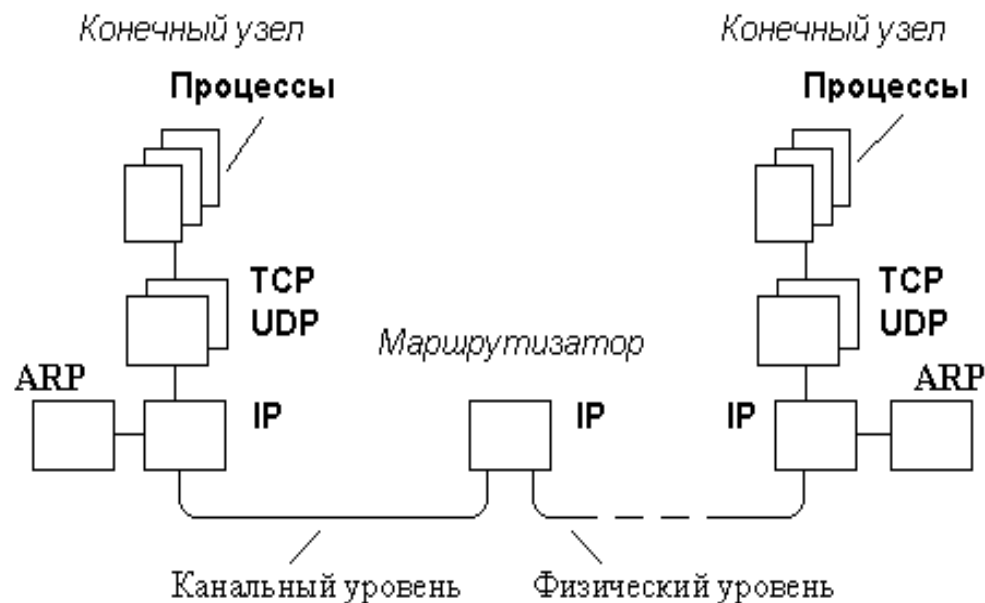 Конечный узел
Конечный узел
Процессы
Процессы
TCP
UDP
TCP
UDP
Маршрутизатор
ARP
IP
IP
IP
ARP
Канальный уровень
Физический уровень